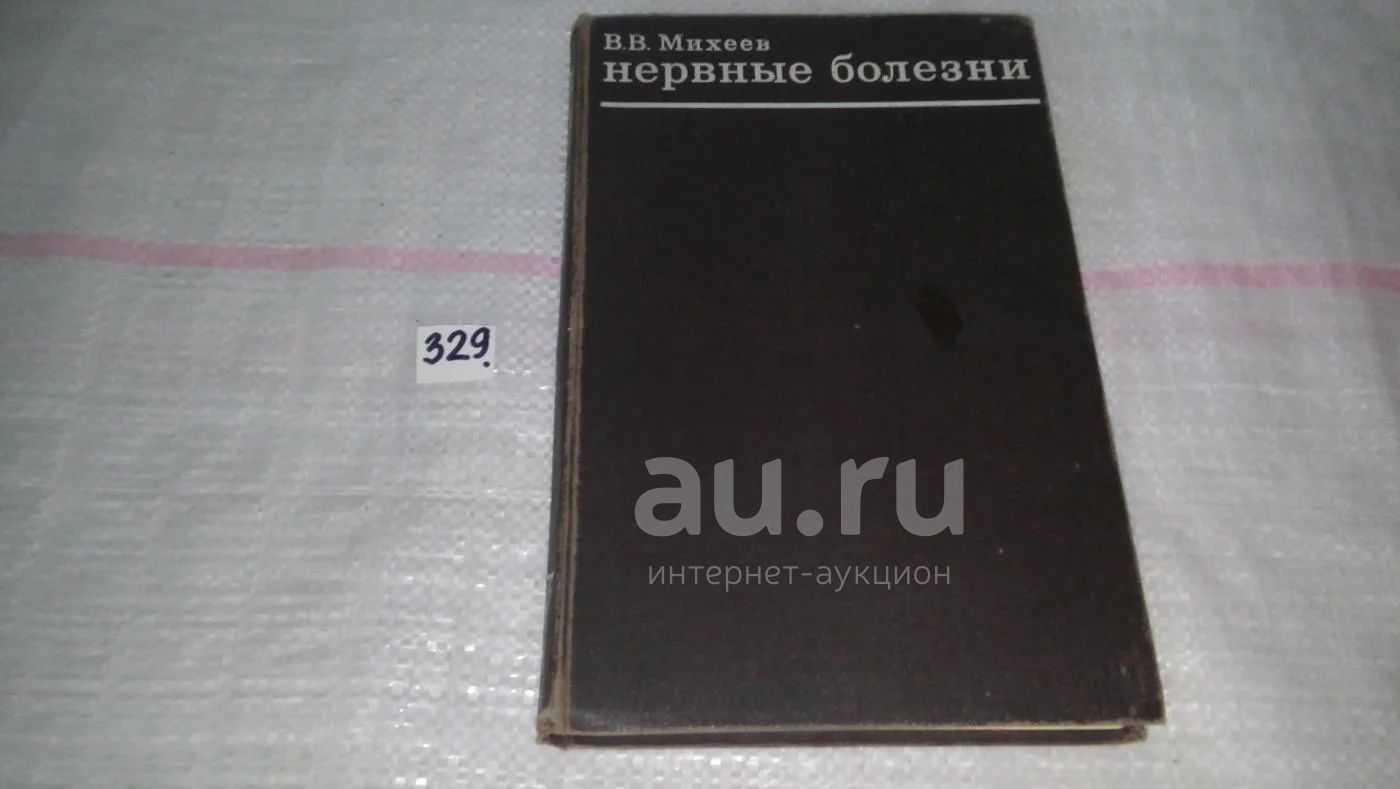 В.В. Михеев
нервные болезни
329.
au.ru
интернет-аукцион